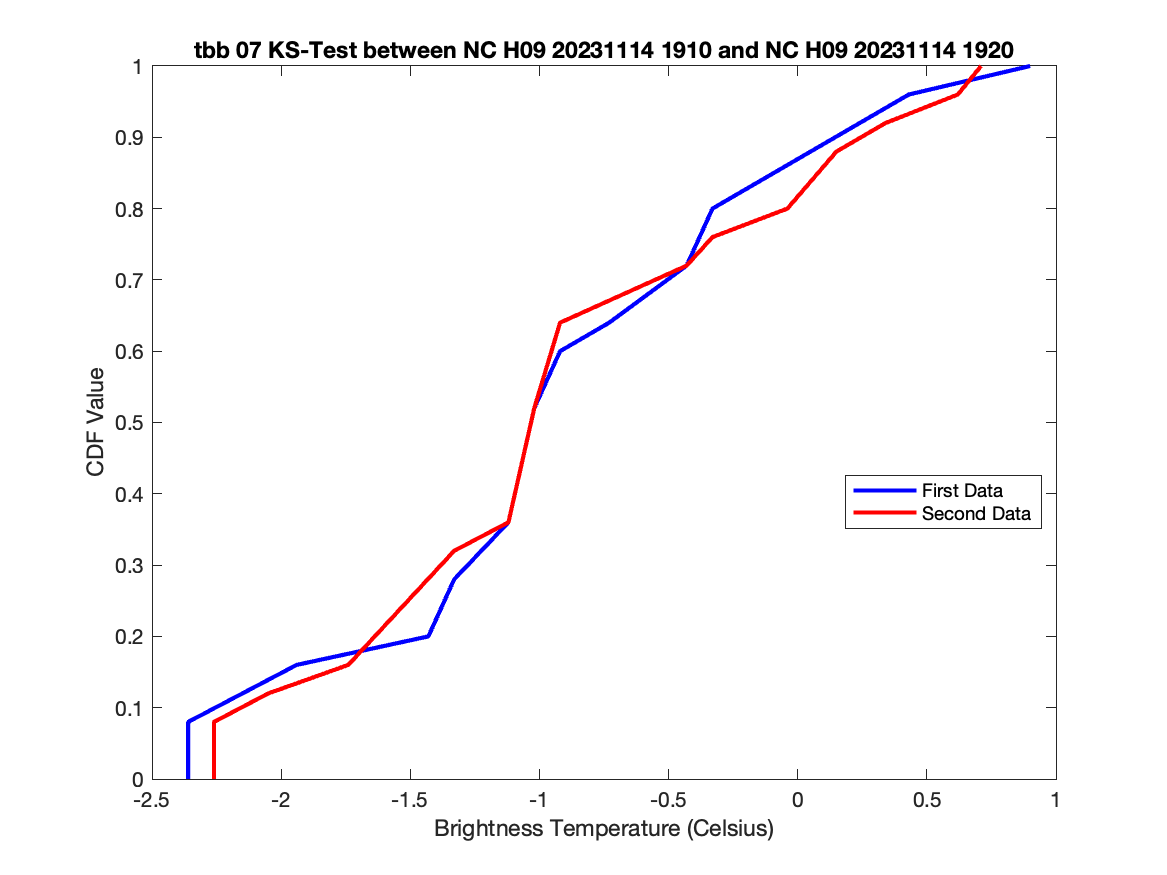 tbb 07 KS-Test between NC H09 20231114 1910 and NC H09 20231114 1920
1
0.9
0.8
0.7
0.6
0.5
0.4
0.3
0.2
0.1
0
CDF Value
First Data
Second Data
-2.5 -2 -1.5 -1 -0.5 0 0.5 1
Brightness Temperature (Celsius)